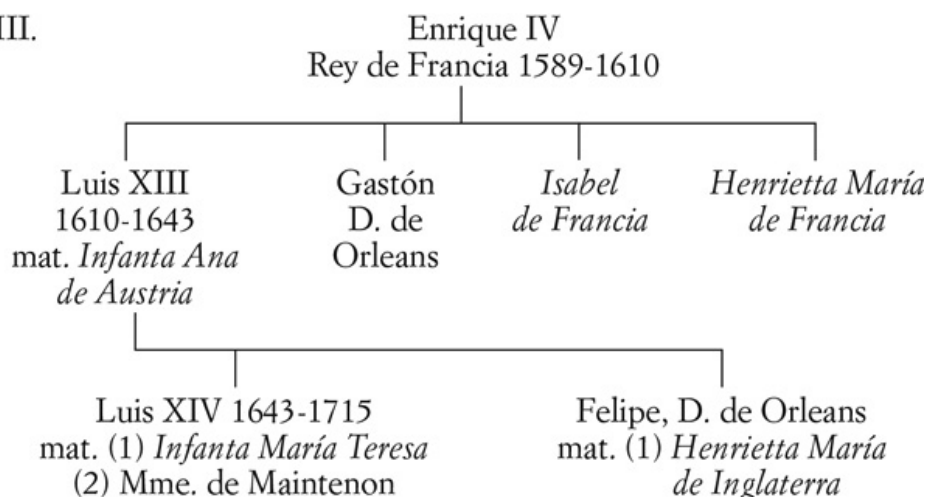 III.
Enrique IV
Rey de Francia 1589-1610
Luis XIII
1610-1643
mat. Infanta Ana
de Austria
Gastón
D. de
Orleans
Isabel
de Francia
Henrietta María
de Francia
Luis XIV 1643-1715
mat. (1) Infanta María Teresa
(2) Mme. de Maintenon
Felipe, D. de Orleans
mat. (1) Henrietta María
de Inglaterra